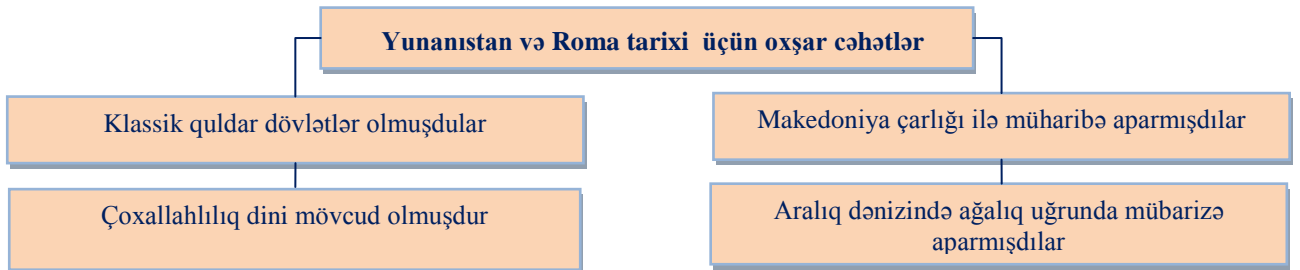 Yunanıstan və Roma tarixi üçün oxşar cəhətlər
Klassik quldar dövlətlər olmuşdular
Çoxallahlılıq dini mövcud olmuşdur
Makedoniya çarlığı ilə müharibə aparmışdılar
Aralıq dənizində ağalıq uğrunda mübarizə
aparmışdılar